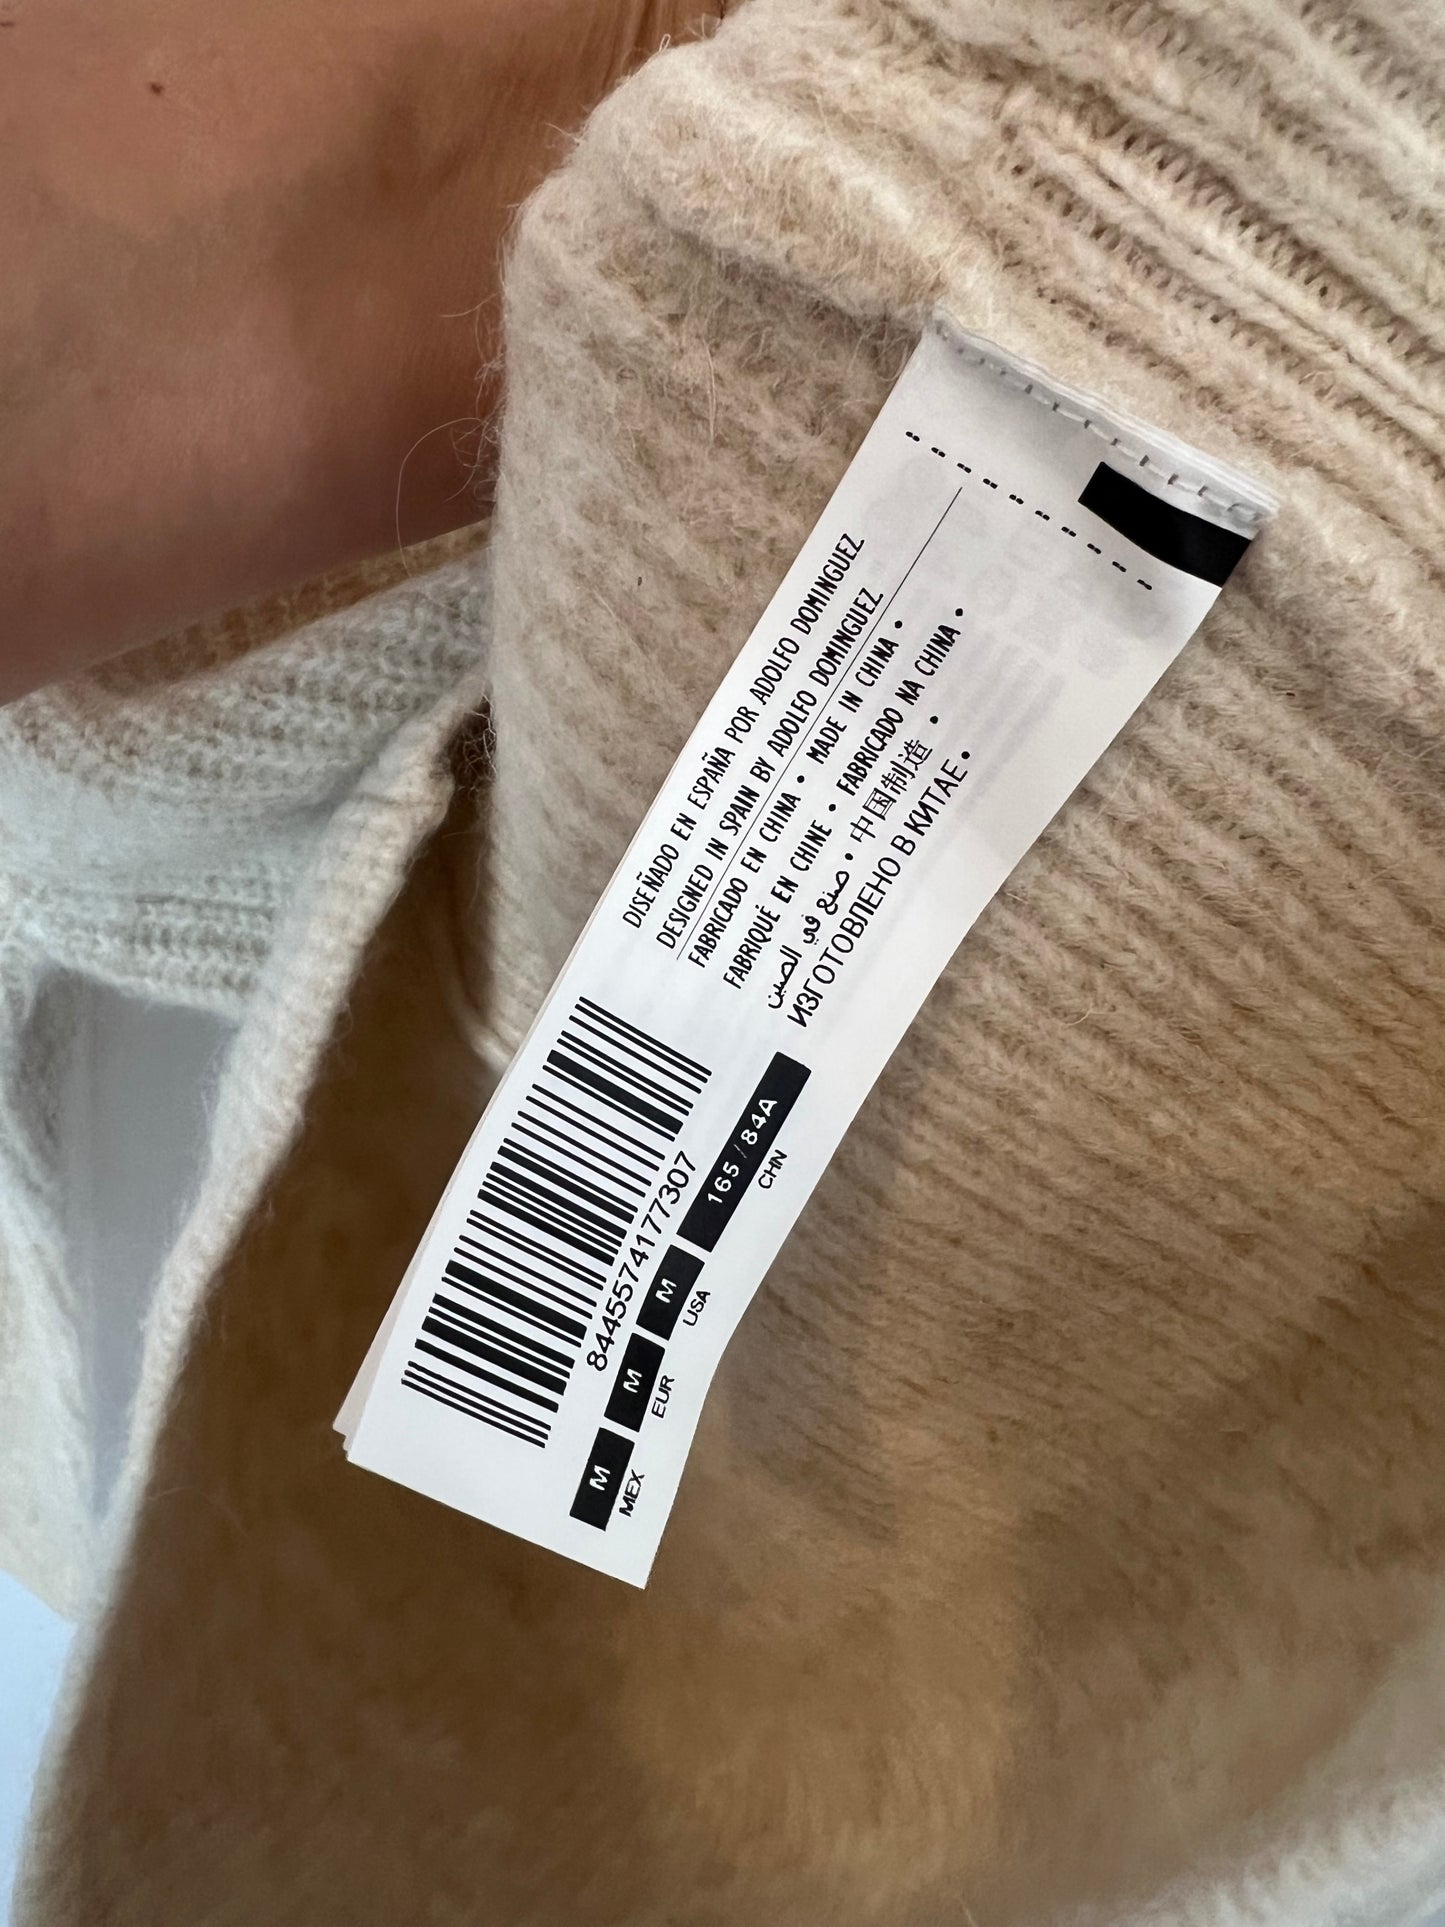 DISEÑADO EN ESPAÑA POR ADOLFO DOMINGUEZ
DESIGNED IN SPAIN BY ADOLFO DOMINGUEZ
FABRICADO EN CHINA • MADE IN CHINA •
FABRIQUÉ EN CHINE • FABRICADO NA CHINA •
صنع في الصين • 中国制造 •
ИЗГОТОВЛЕНО В КИТАЕ •
8445574177307
M M M 165/84A
MEX EUR USA CHN